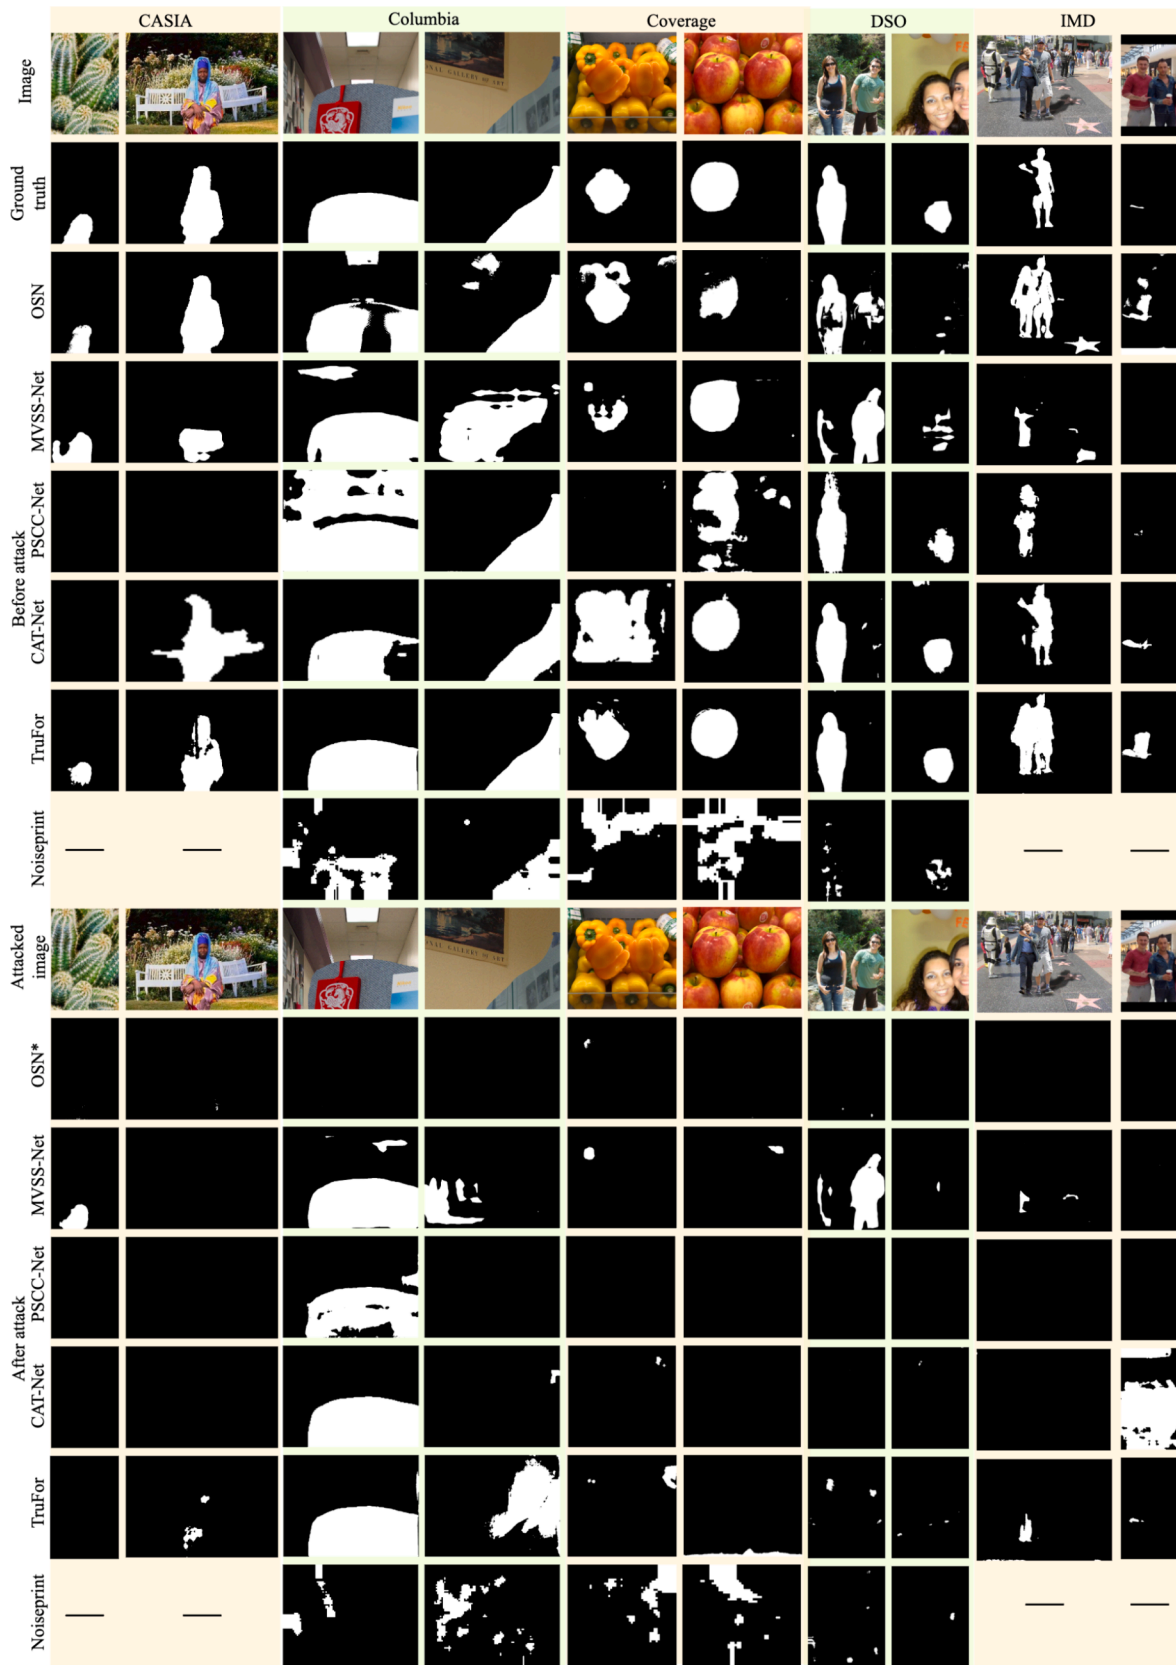 CASIA
Columbia
Coverage
DSO
IMD
Image
Ground
truth
OSN
MVSS-Net
Before attack
PSCC-Net
CAT-Net
TruFor
Noiseprint
—
—
—
—
Attacked
image
OSN*
MVSS-Net
After attack
PSCC-Net
CAT-Net
TruFor
Noiseprint
—
—
—
—